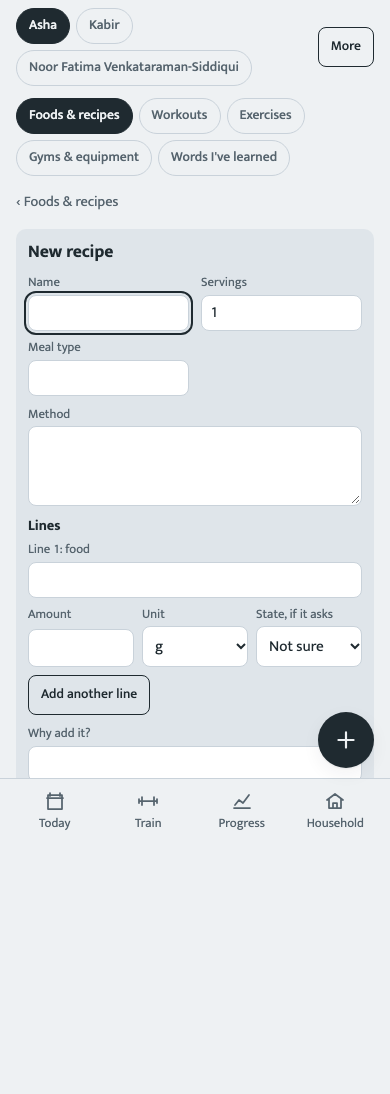 Asha
Kabir
More
Noor Fatima Venkataraman-Siddiqui
Foods & recipes
Workouts
Exercises
Gyms & equipment
Words I've learned
‹ Foods & recipes
New recipe
Name
Servings
1
Meal type
Method
Lines
Line 1: food
Amount
Unit
State, if it asks
g
Not sure
Add another line
Why add it?
Today
Train
Progress
Household